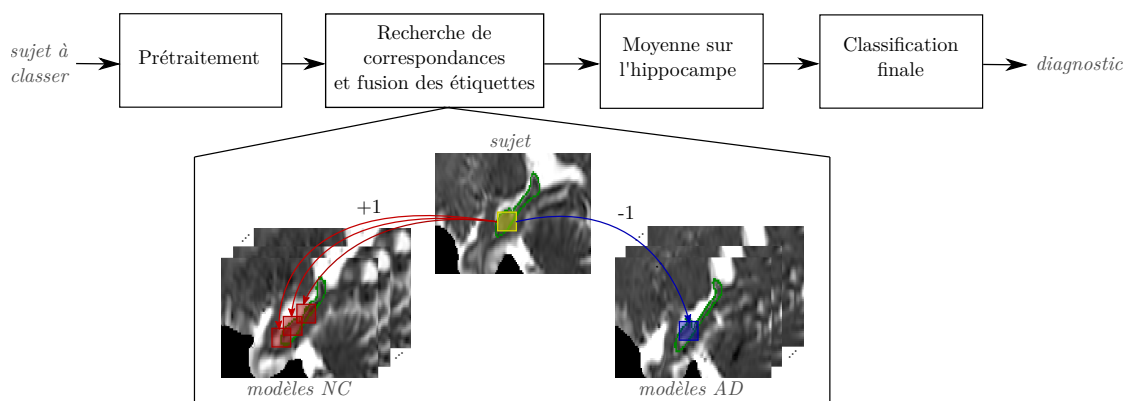 sujet à
classer
Prétraitement
Recherche de
correspondances
et fusion des étiquettes
Moyenne sur
l'hippocampe
Classification
finale
diagnostic
sujet
+1
-1
modèles NC
modèles AD